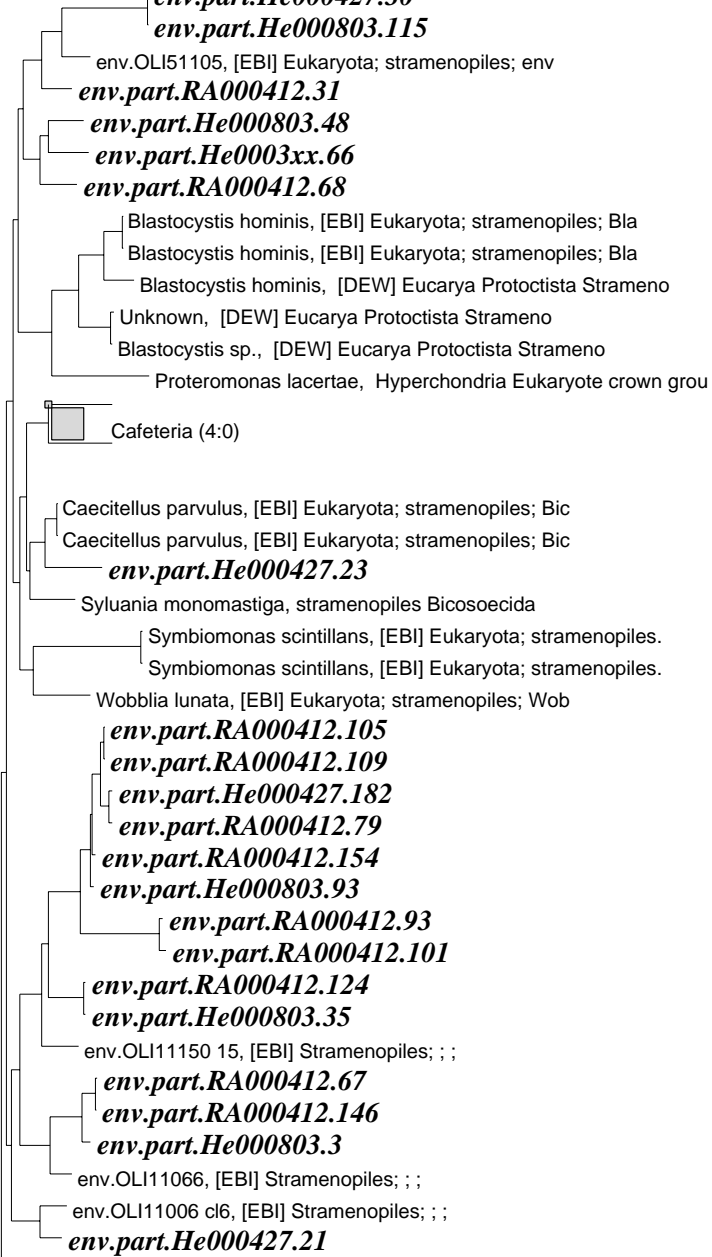 env.part.He000427.30
env.part.He000803.115
env.OLI51105, [EBI] Eukaryota; stramenopiles; env
env.part.RA000412.31
env.part.He000803.48
env.part.He0003xx.66
env.part.RA000412.68
Blastocystis hominis, [EBI] Eukaryota; stramenopiles; Bla
Blastocystis hominis, [EBI] Eukaryota; stramenopiles; Bla
Blastocystis hominis, [DEW] Eucarya Protoctista Strameno
Unknown, [DEW] Eucarya Protoctista Strameno
Blastocystis sp., [DEW] Eucarya Protoctista Strameno
Proteromonas lacertae, Hyperchondria Eukaryote crown grou
Cafeteria (4:0)
Caecitellus parvulus, [EBI] Eukaryota; stramenopiles; Bic
Caecitellus parvulus, [EBI] Eukaryota; stramenopiles; Bic
env.part.He000427.23
Syluania monomastiga, stramenopiles Bicosoecida
Symbiomonas scintillans, [EBI] Eukaryota; stramenopiles.
Symbiomonas scintillans, [EBI] Eukaryota; stramenopiles.
Wobblia lunata, [EBI] Eukaryota; stramenopiles; Wob
env.part.RA000412.105
env.part.RA000412.109
env.part.He000427.182
env.part.RA000412.79
env.part.RA000412.154
env.part.He000803.93
env.part.RA000412.93
env.part.RA000412.101
env.part.RA000412.124
env.part.He000803.35
env.OLI11150 15, [EBI] Stramenopiles; ; ;
env.part.RA000412.67
env.part.RA000412.146
env.part.He000803.3
env.OLI11066, [EBI] Stramenopiles; ; ;
env.OLI11006 cl6, [EBI] Stramenopiles; ; ;
env.part.He000427.21